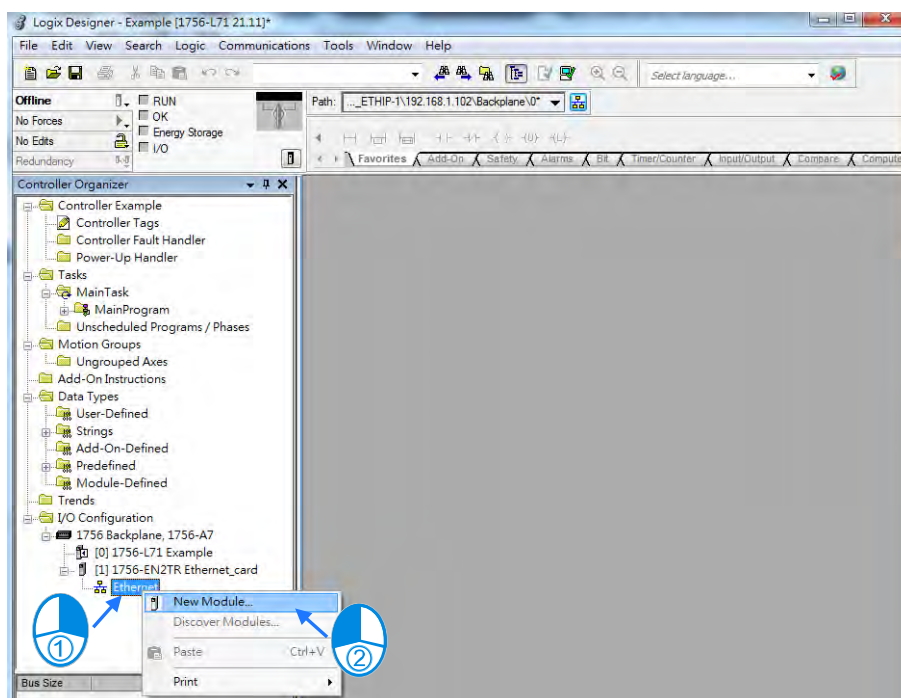 Logix Designer - Example [1756-L71 21.11]*
File Edit View Search Logic Communications Tools Window Help
Select language...
Offline RUN
No Forces OK
No Edits Energy Storage
Redundancy I/O
Path: ..._ETHIP-1\192.168.1.102\Backplane\0*
Favorites Add-On Safety Alarms Bit Timer/Counter Input/Output Compare Compute
Controller Organizer
Controller Example
Controller Tags
Controller Fault Handler
Power-Up Handler
Tasks
MainTask
MainProgram
Unscheduled Programs / Phases
Motion Groups
Ungrouped Axes
Add-On Instructions
Data Types
User-Defined
Strings
Add-On-Defined
Predefined
Module-Defined
Trends
I/O Configuration
1756 Backplane, 1756-A7
[0] 1756-L71 Example
[1] 1756-EN2TR Ethernet_card
Ethernet
New Module...
Discover Modules...
① ②
Paste Ctrl+V
Print
Bus Size